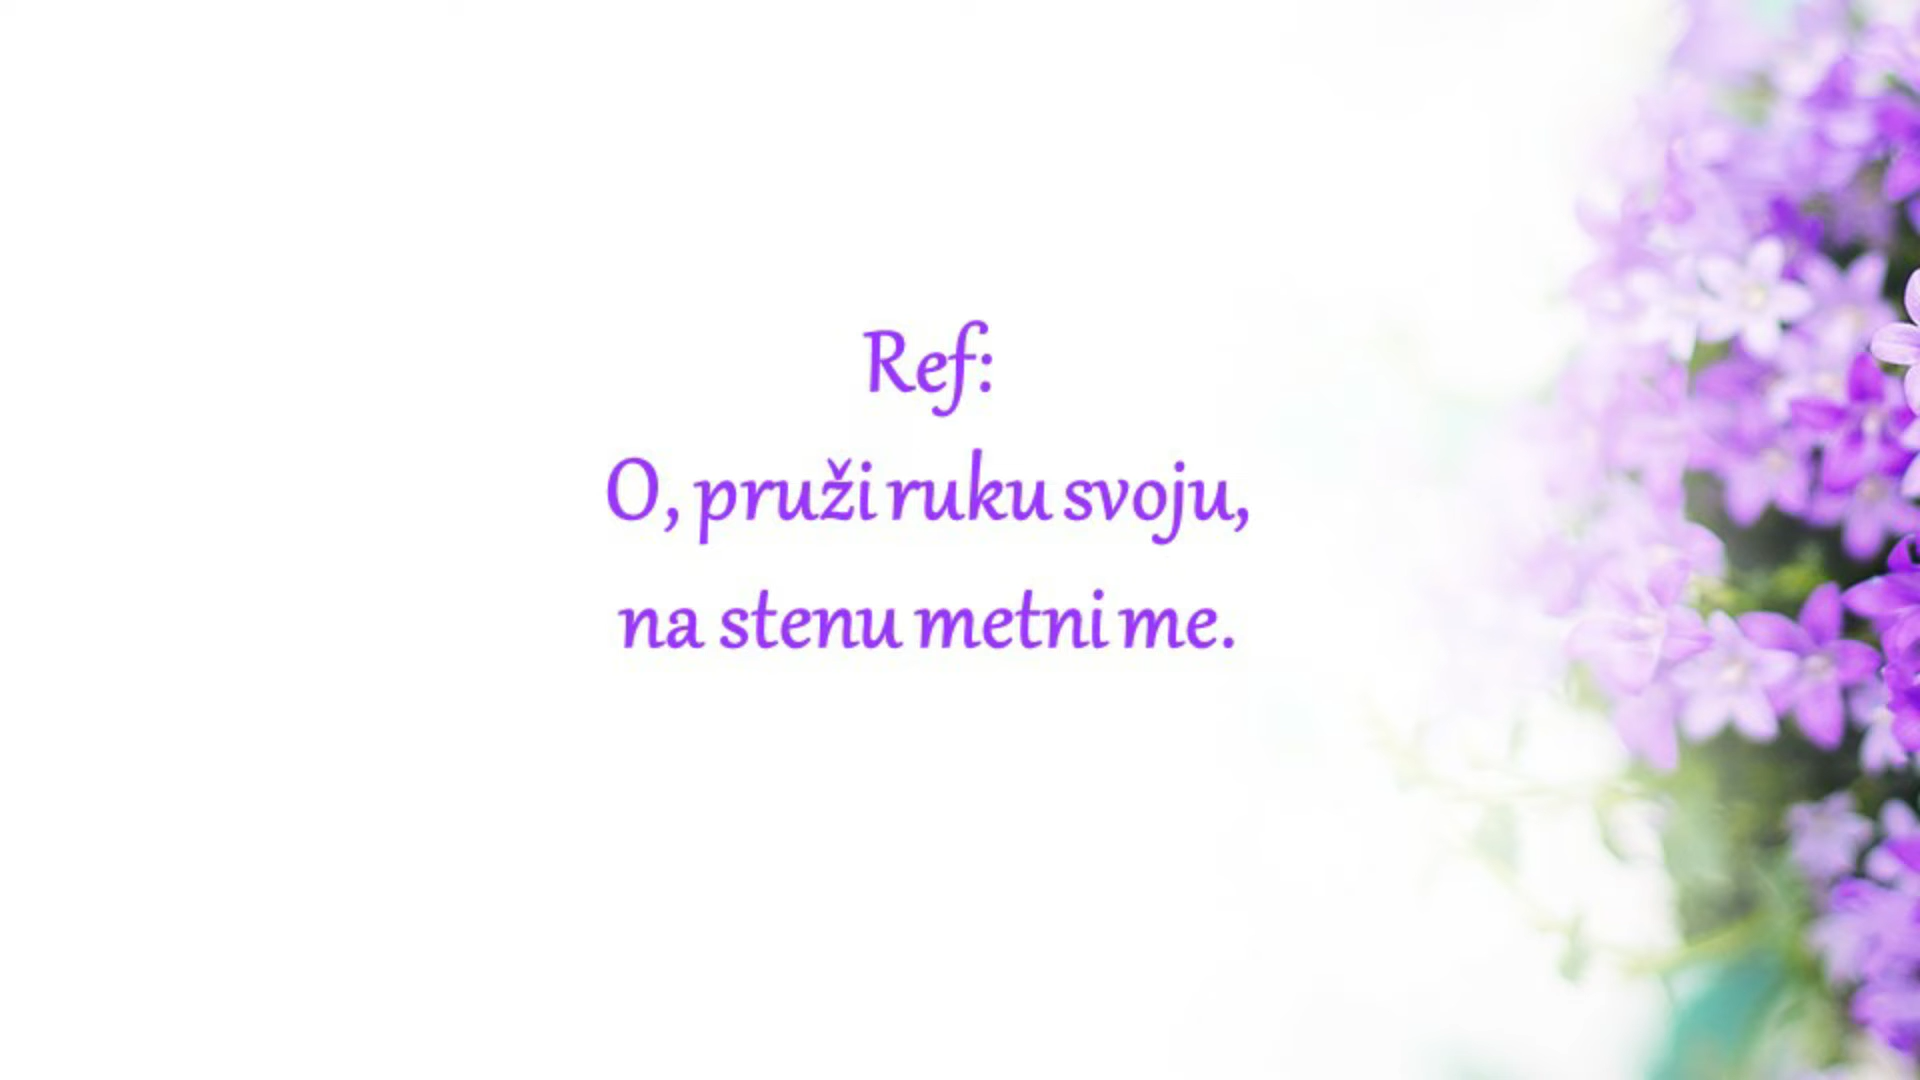 Ref:
O, pruži ruku svoju,
na stenu metni me.